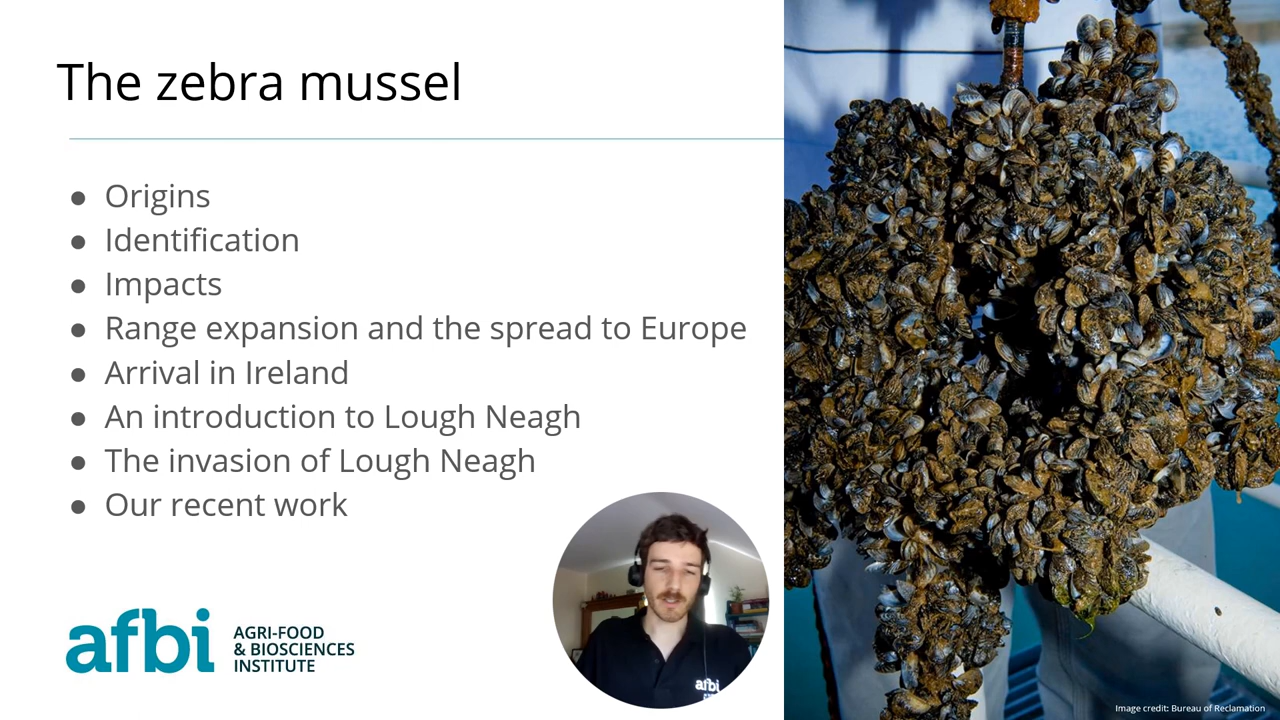 The zebra mussel
● Origins
● Identification
● Impacts
● Range expansion and the spread to Europe
● Arrival in Ireland
● An introduction to Lough Neagh
● The invasion of Lough Neagh
● Our recent work
afbi
AGRI-FOOD
& BIOSCIENCES
INSTITUTE
afbi
Image credit: Bureau of Reclamation